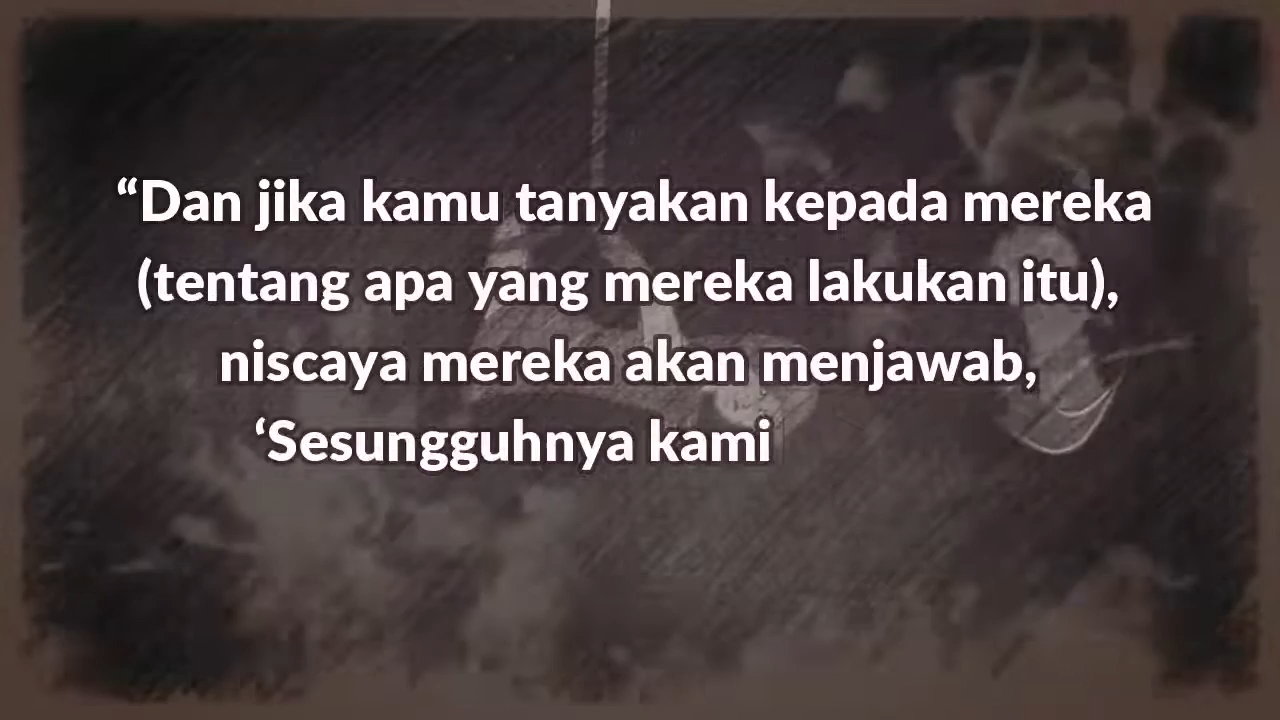 “Dan jika kamu tanyakan kepada mereka
(tentang apa yang mereka lakukan itu),
niscaya mereka akan menjawab,
‘Sesungguhnya kami